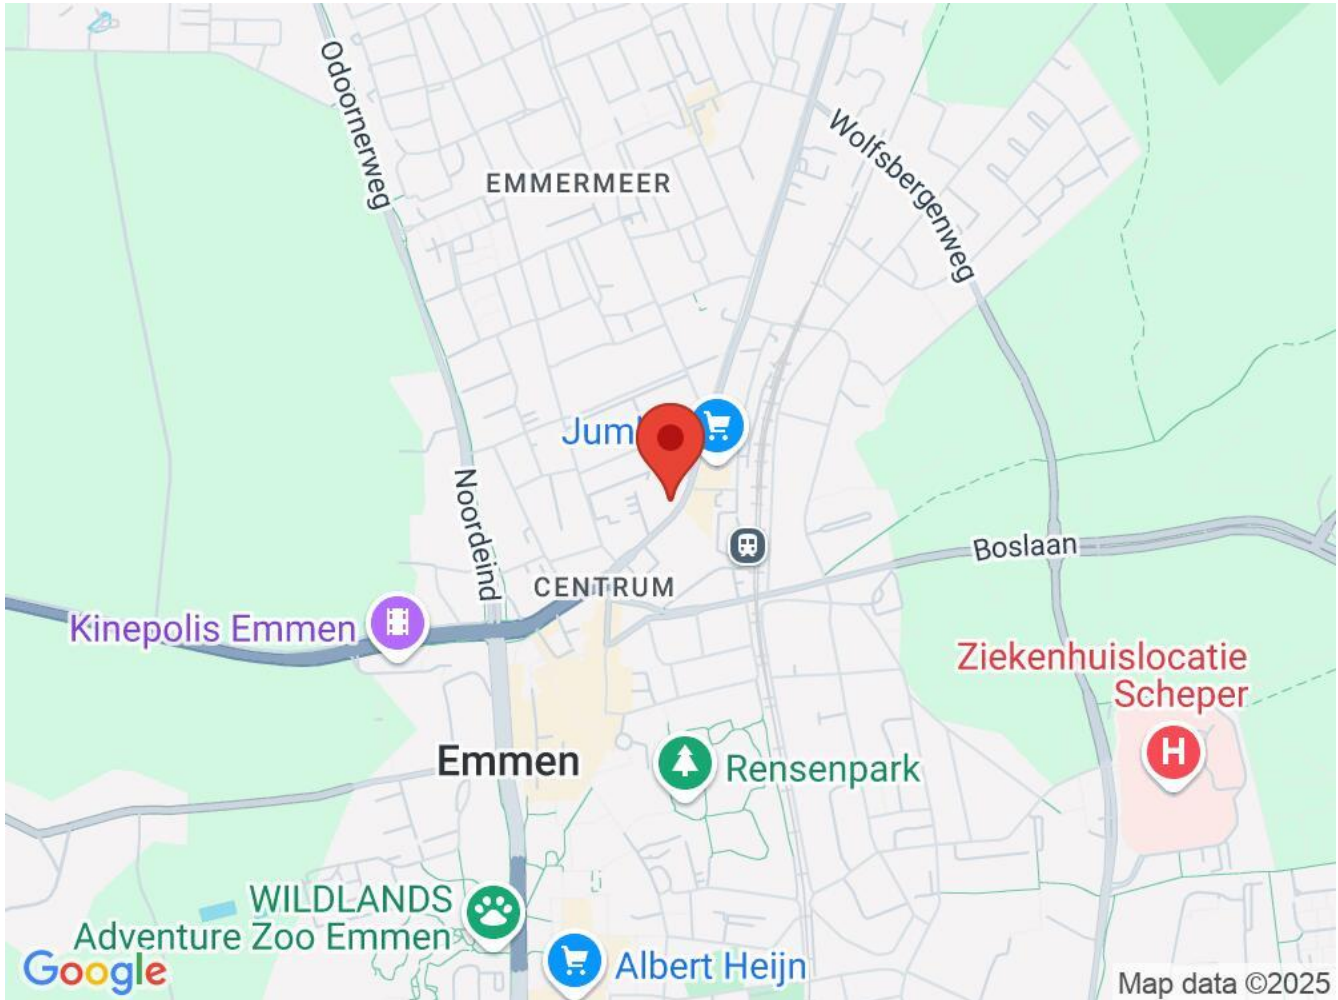 Odoornerweg
Wolfsbergenweg
EMMERMEER
Noordeind
Boslaan
CENTRUM
Kinepolis Emmen
Ziekenhuislocatie
Scheper
H
Emmen
Rensenpark
WILDLANDS
Adventure Zoo Emmen
Albert Heijn
Google
Map data ©2025